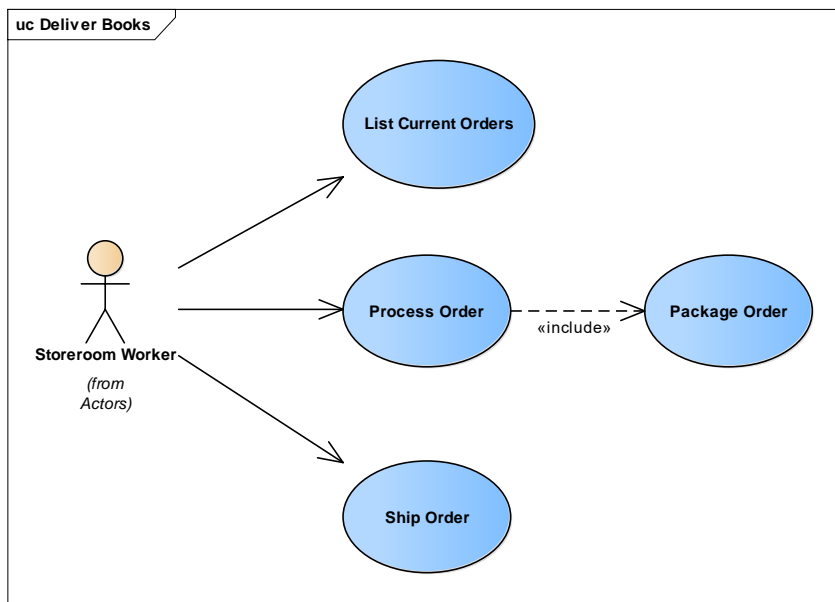 uc Deliver Books
List Current Orders
Process Order
«include»
Package Order
Storeroom Worker
(from
Actors)
Ship Order